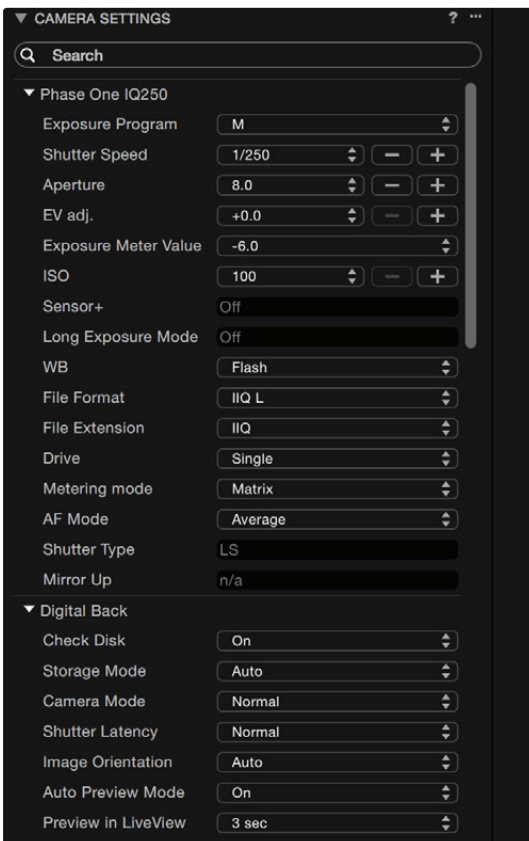 CAMERA SETTINGS ? ...
Search
Phase One IQ250
Exposure Program M
Shutter Speed 1/250 − +
Aperture 8.0 − +
EV adj. +0.0 − +
Exposure Meter Value -6.0
ISO 100 − +
Sensor+ Off
Long Exposure Mode Off
WB Flash
File Format IIQ L
File Extension IIQ
Drive Single
Metering mode Matrix
AF Mode Average
Shutter Type LS
Mirror Up n/a
Digital Back
Check Disk On
Storage Mode Auto
Camera Mode Normal
Shutter Latency Normal
Image Orientation Auto
Auto Preview Mode On
Preview in LiveView 3 sec